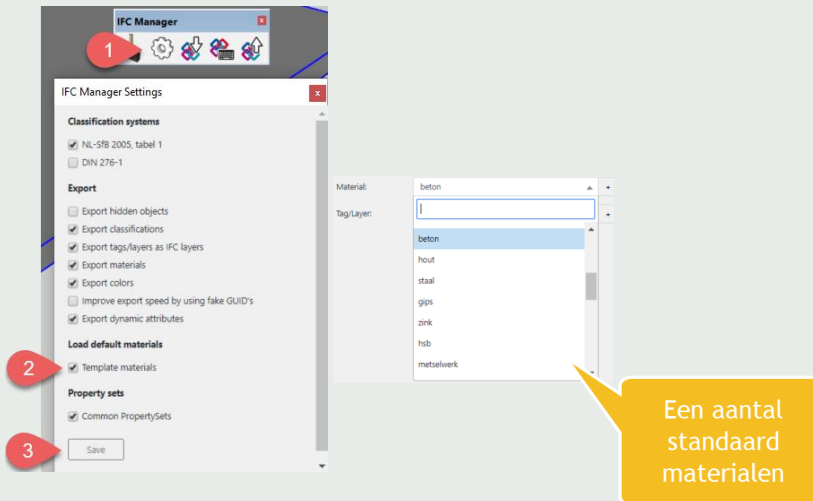 IFC Manager
x
1
IFC Manager Settings
x
Classification systems
NL-SfB 2005, tabel 1
DIN 276-1
Export
Export hidden objects
Export classifications
Export tags/layers as IFC layers
Export materials
Export colors
Improve export speed by using fake GUID's
Export dynamic attributes
Load default materials
2
Template materials
Property sets
Common PropertySets
3
Save
Material:
beton
+
Tag/Layer:
+
beton
hout
staal
gips
zink
hsb
metselwerk
Een aantal
standaard
materialen